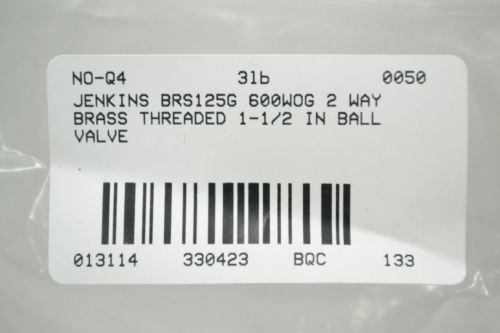 NO-Q4 31b 0050
JENKINS BRS125G 600WOG 2 WAY
BRASS THREADED 1-1/2 IN BALL
VALVE
013114 330423 BQC 133